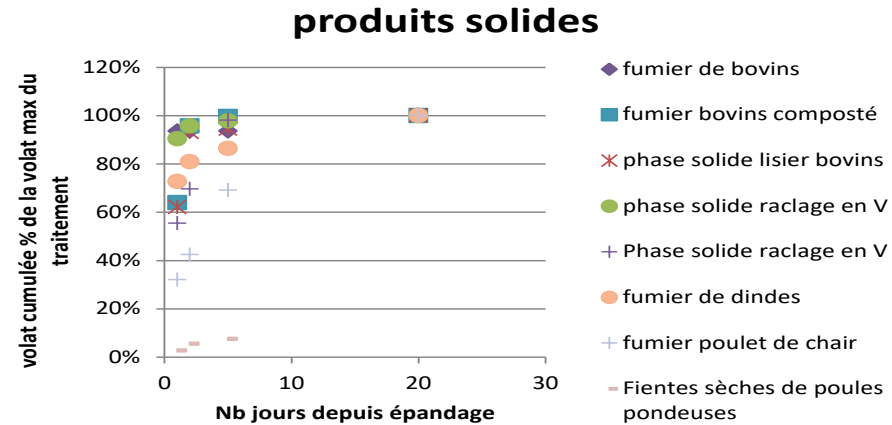 produits solides
volat cumulée % de la volat max du
traitement
120%
100%
80%
60%
40%
20%
0%
0
10
20
30
Nb jours depuis épandage
fumier de bovins
fumier bovins composté
phase solide lisier bovins
phase solide raclage en V
Phase solide raclage en V
fumier de dindes
fumier poulet de chair
Fientes sèches de poules
pondeuses